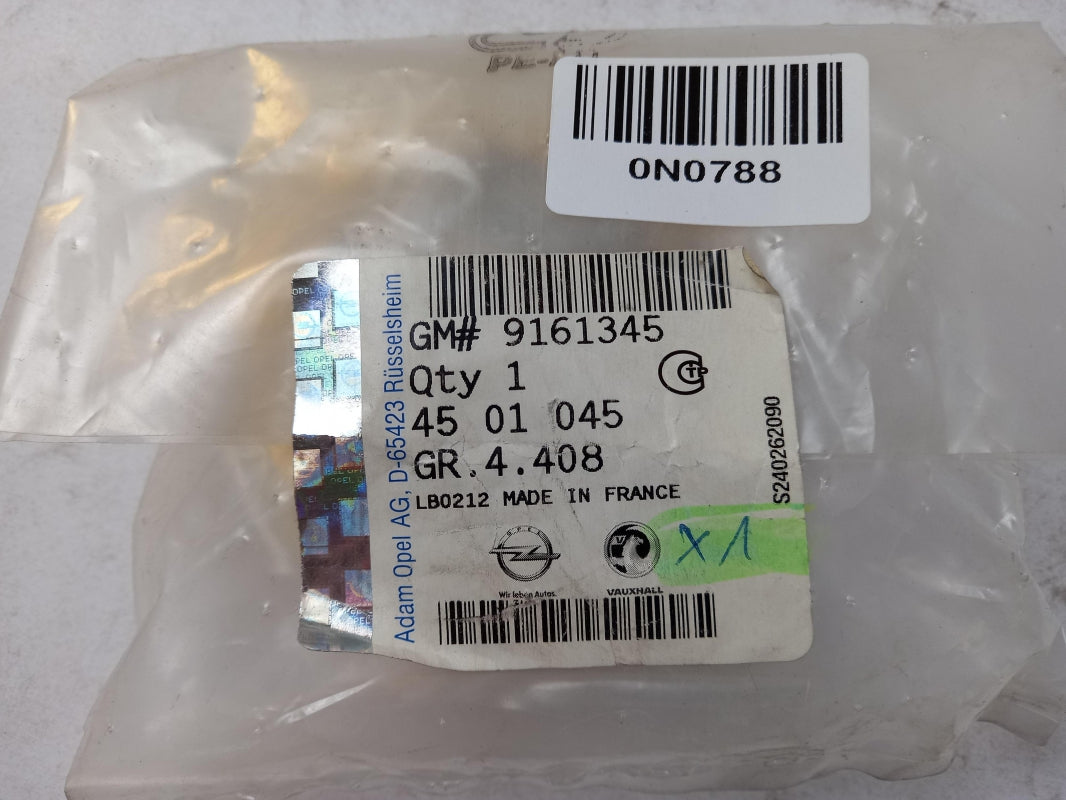 0N0788
Adam Opel AG, D-65423 Rüsselsheim
GM# 9161345
Qty 1
45 01 045
GR.4.408
LB0212 MADE IN FRANCE
S240262090
OPEL
Wir leben Autos.
VAUXHALL
X1